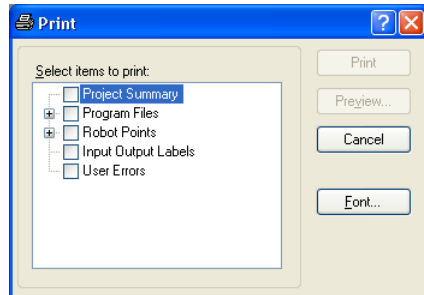 Print
Select items to print:
Project Summary
Program Files
Robot Points
Input Output Labels
User Errors
Print
Preview...
Cancel
Font...